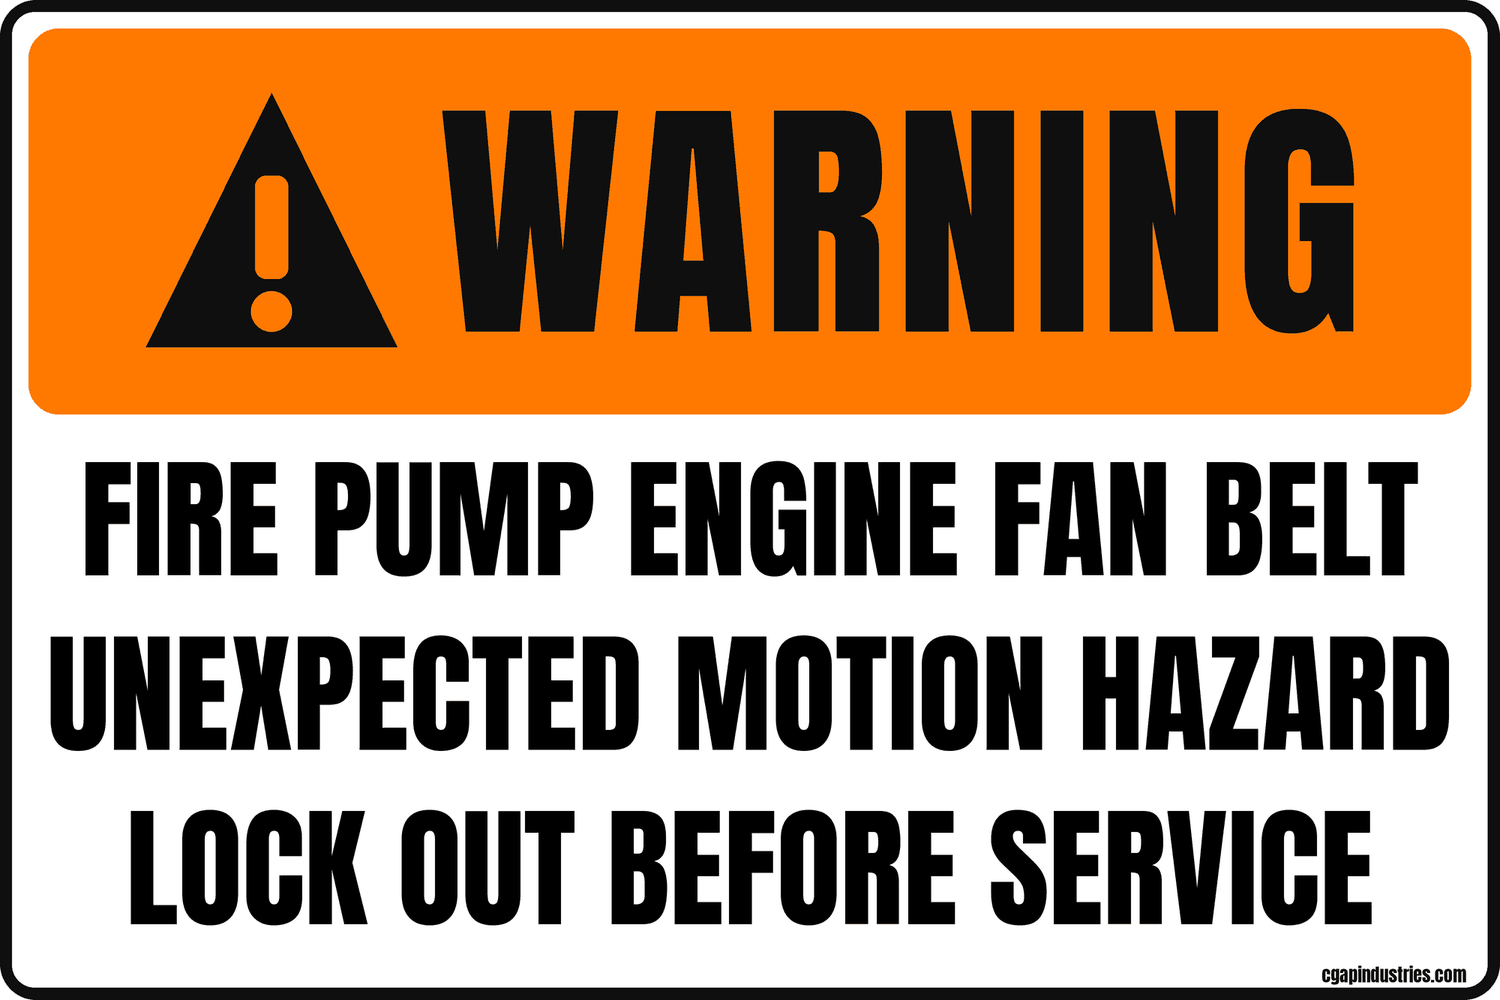 WARNING
FIRE PUMP ENGINE FAN BELT
UNEXPECTED MOTION HAZARD
LOCK OUT BEFORE SERVICE
cgapindustries.com